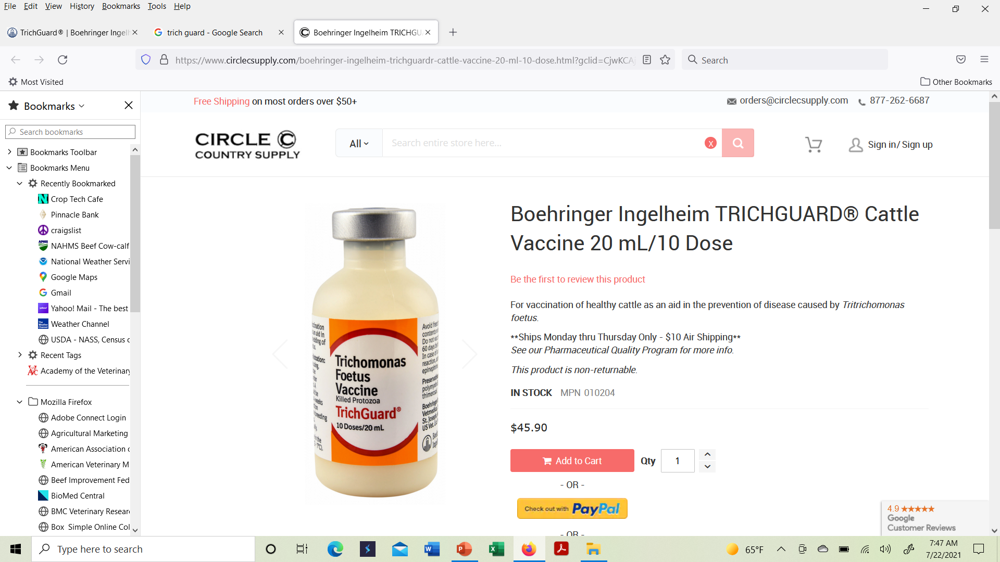 File Edit View History Bookmarks Tools Help
TrichGuard® | Boehringer Ingelh
trich guard - Google Search
Boehringer Ingelheim TRICHGU
https://www.circlecsupply.com/boehringer-ingelheim-trichguardr-cattle-vaccine-20-ml-10-dose.html?gclid=CjwKCAj
Search
Most Visited
Other Bookmarks
Bookmarks
Search bookmarks
Bookmarks Toolbar
Bookmarks Menu
Recently Bookmarked
Crop Tech Cafe
Pinnacle Bank
craigslist
NAHMS Beef Cow-calf
National Weather Servi
Google Maps
Gmail
Yahoo! Mail - The best
Weather Channel
USDA - NASS, Census
Recent Tags
Academy of the Veterinary
Mozilla Firefox
Adobe Connect Login
Agricultural Marketing
American Association
American Veterinary M
Beef Improvement Fed
BioMed Central
BMC Veterinary Resear
Box Simple Online Col
Free Shipping on most orders over $50+
orders@circlecsupply.com 877-262-6687
CIRCLE C
COUNTRY SUPPLY
All
Search entire store here...
X
Sign in/ Sign up
Trichomonas
Foetus
Vaccine
Killed Protozoa
TrichGuard®
10 Doses/20 mL
Boehringer Ingelheim TRICHGUARD® Cattle
Vaccine 20 mL/10 Dose
Be the first to review this product
For vaccination of healthy cattle as an aid in the prevention of disease caused by Tritrichomonas
foetus.
**Ships Monday thru Thursday Only - $10 Air Shipping**
See our Pharmaceutical Quality Program for more info.
This product is non-returnable.
IN STOCK MPN 010204
$45.90
Add to Cart Qty 1
- OR -
Check out with PayPal
- OR -
4.9 ★★★★★
Google
Customer Reviews
Type here to search
65°F
7:47 AM
7/22/2021